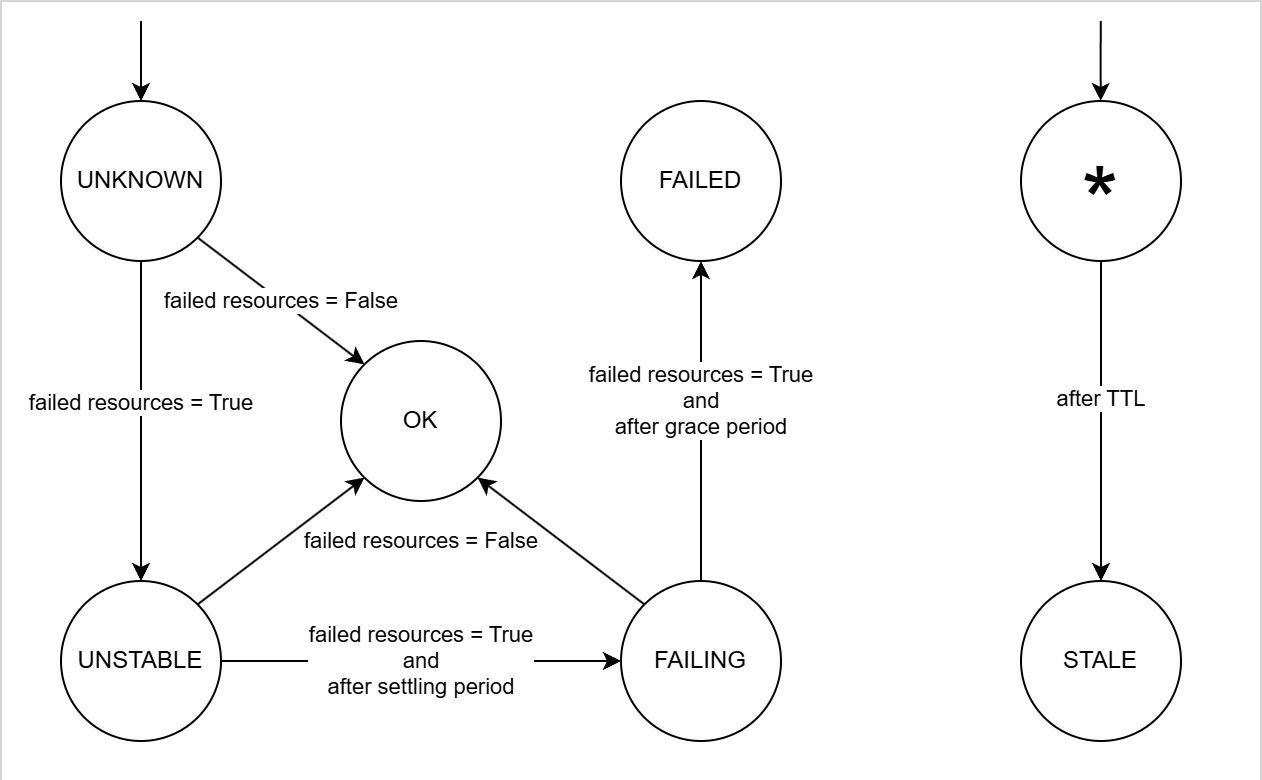 UNKNOWN
FAILED
*
failed resources = False
failed resources = True
OK
failed resources = True
and
after grace period
after TTL
failed resources = False
UNSTABLE
failed resources = True
and
after settling period
FAILING
STALE